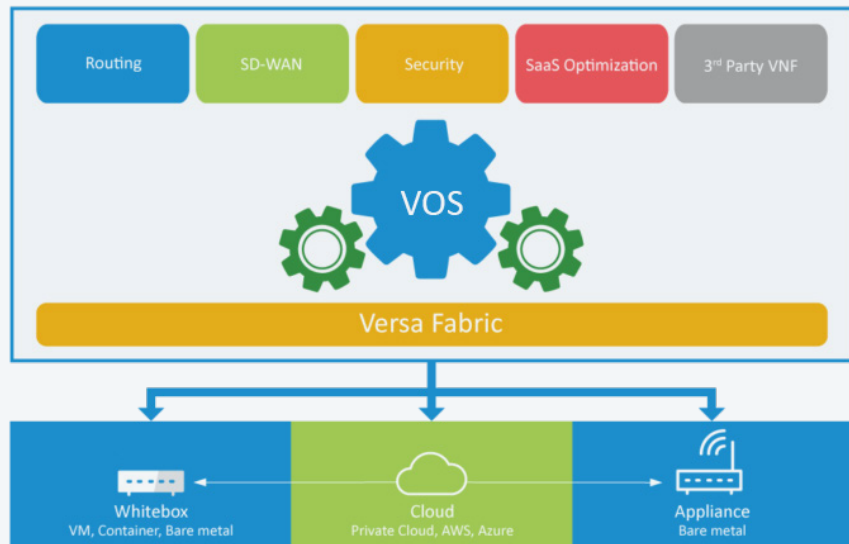 Routing
SD-WAN
Security
SaaS Optimization
3rd Party VNF
VOS
Versa Fabric
Whitebox
VM, Container, Bare metal
Cloud
Private Cloud, AWS, Azure
Appliance
Bare metal